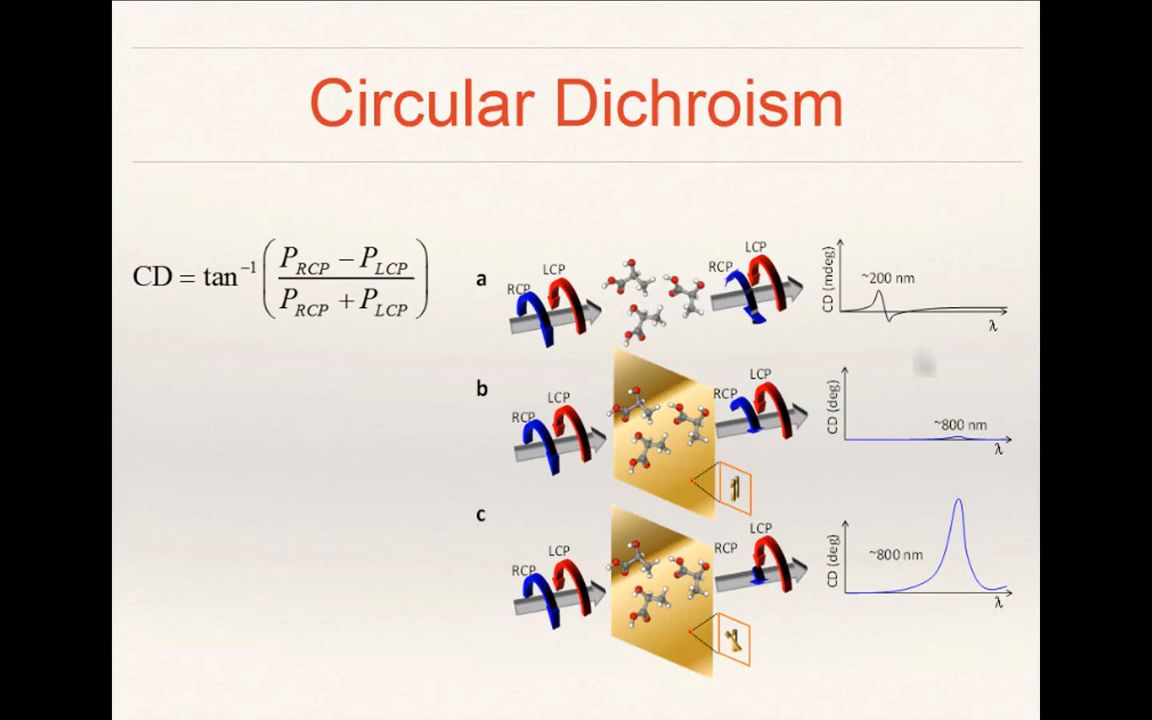 Circular Dichroism
CD = tan⁻¹ ( (P_RCP − P_LCP) / (P_RCP + P_LCP) )
a
RCP
LCP
RCP
LCP
CD (mdeg)
~200 nm
λ
b
RCP
LCP
RCP
LCP
CD (deg)
~800 nm
λ
c
RCP
LCP
RCP
LCP
CD (deg)
~800 nm
λ